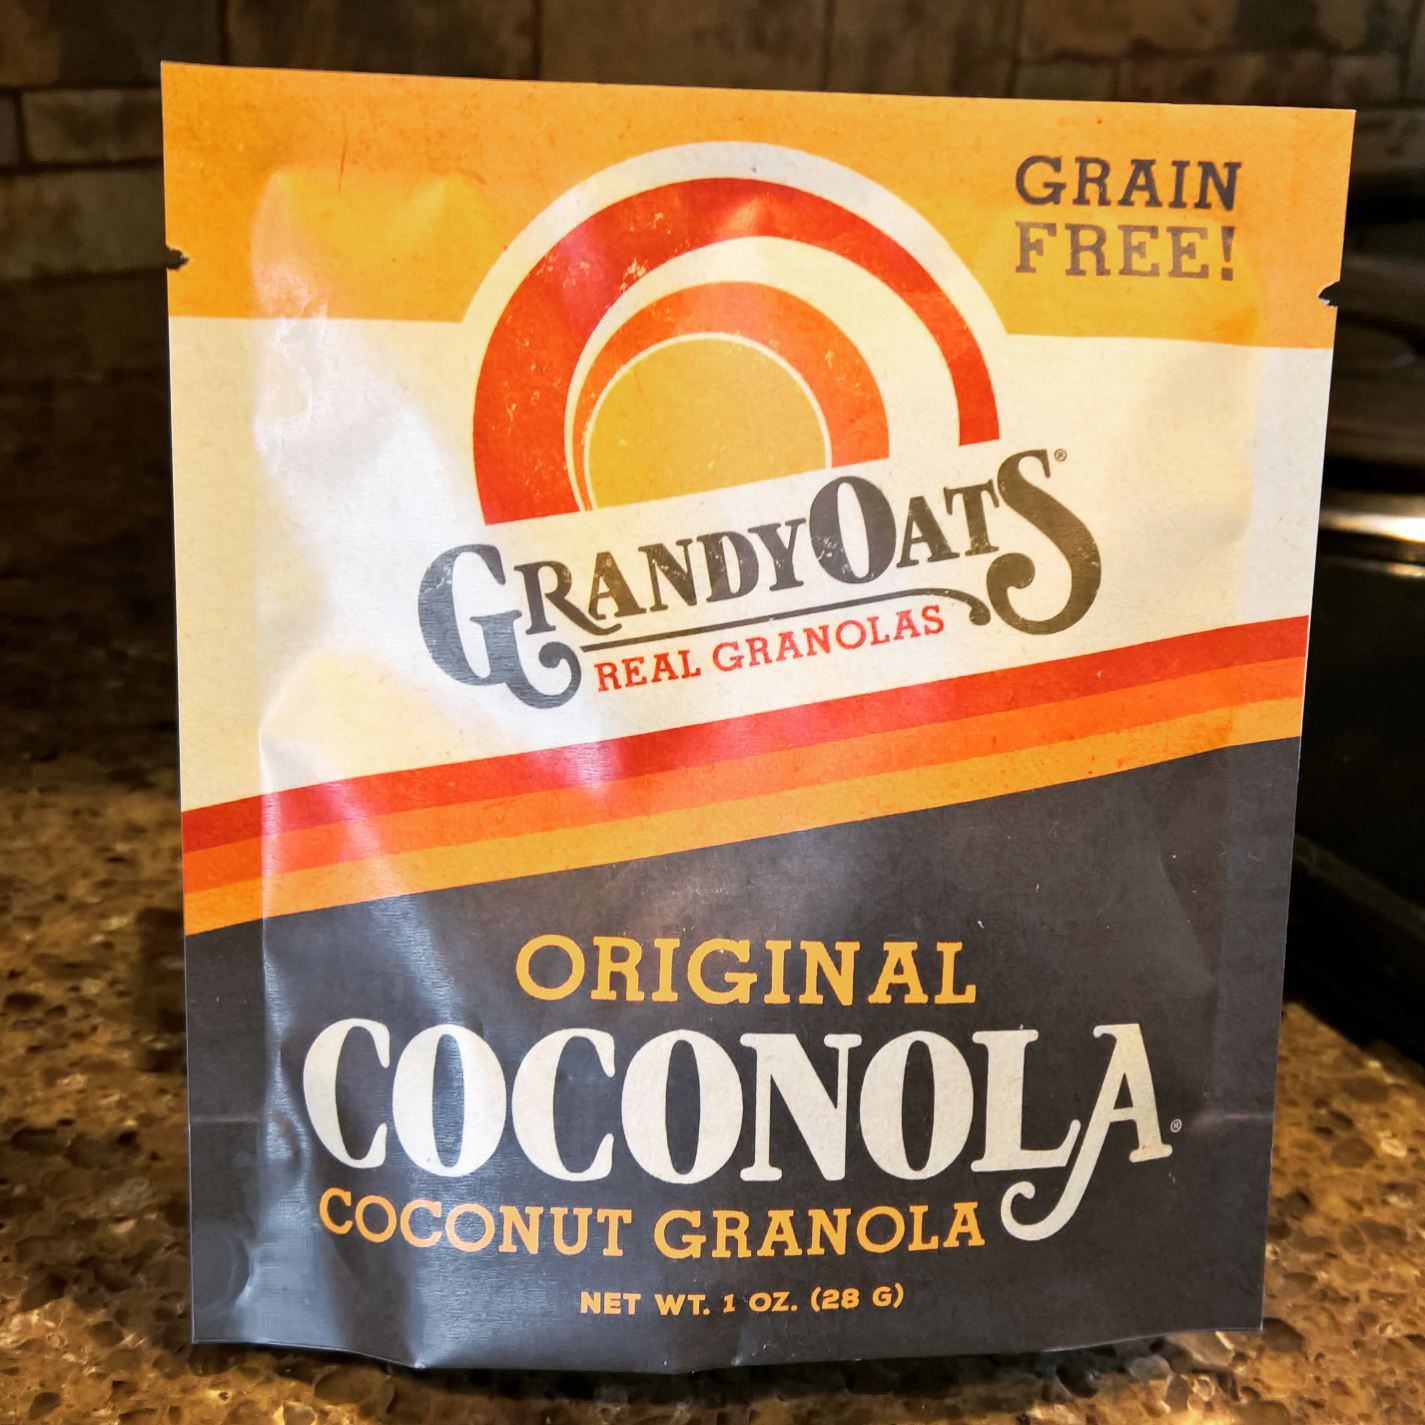 GRAIN
FREE!
GRANDYOATS®
REAL GRANOLAS
ORIGINAL
COCONOLA®
COCONUT GRANOLA
NET WT. 1 OZ. (28 G)